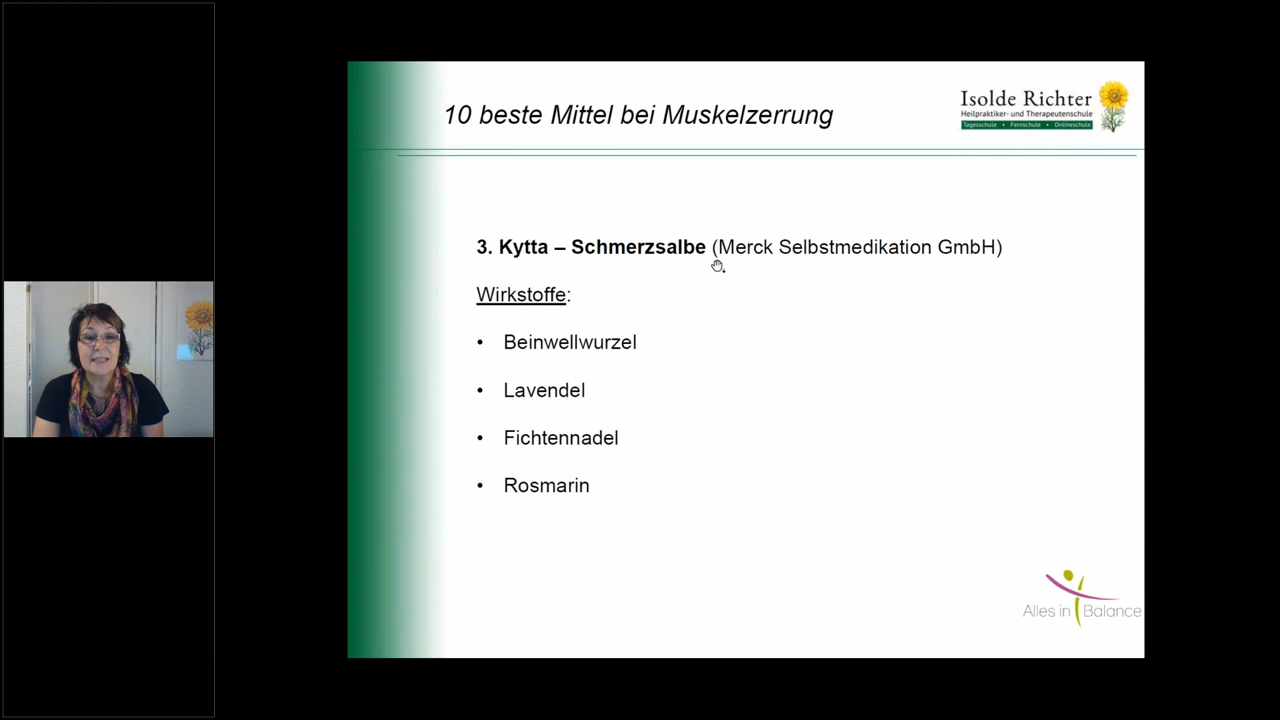 10 beste Mittel bei Muskelzerrung
Isolde Richter
Heilpraktiker- und Therapeutenschule
Tagesschule • Fernschule • Onlineschule
3. Kytta – Schmerzsalbe (Merck Selbstmedikation GmbH)
Wirkstoffe:
• Beinwellwurzel
• Lavendel
• Fichtennadel
• Rosmarin
Alles in Balance